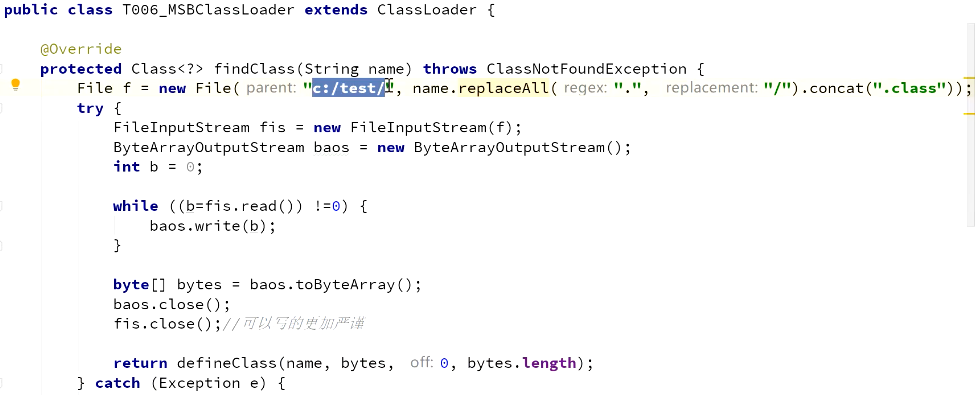 public class T006_MSBClassLoader extends ClassLoader {
@Override
protected Class<?> findClass(String name) throws ClassNotFoundException {
File f = new File( parent: "c:/test/", name.replaceAll( regex: ".", replacement: "/").concat(".class"));
try {
FileInputStream fis = new FileInputStream(f);
ByteArrayOutputStream baos = new ByteArrayOutputStream();
int b = 0;
while ((b=fis.read()) !=0) {
baos.write(b);
}
byte[] bytes = baos.toByteArray();
baos.close();
fis.close();//可以写的更加严谨
return defineClass(name, bytes, off: 0, bytes.length);
} catch (Exception e) {